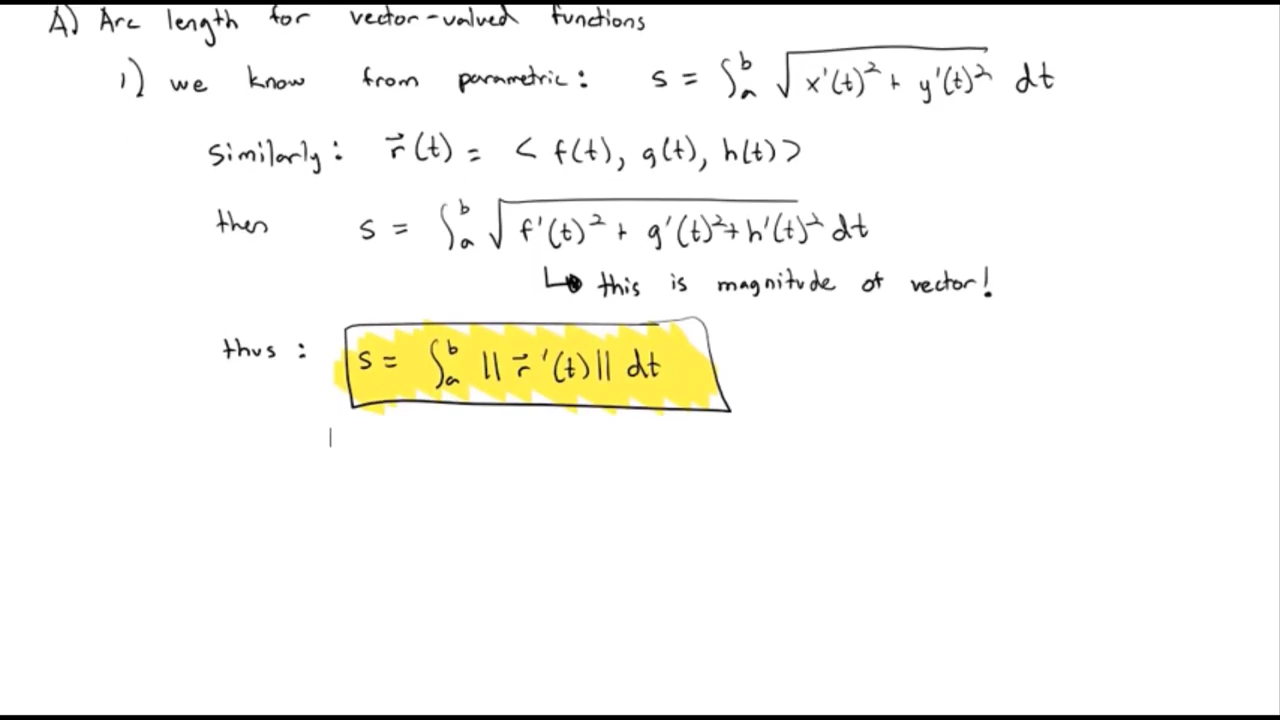 A) Arc length for vector-valued functions
1) we know from parametric: s = ∫ₐᵇ √(x'(t)² + y'(t)²) dt
Similarly: r⃗(t) = < f(t), g(t), h(t) >
then s = ∫ₐᵇ √(f'(t)² + g'(t)² + h'(t)²) dt
↳ this is magnitude of vector!
thus: s = ∫ₐᵇ || r⃗'(t) || dt